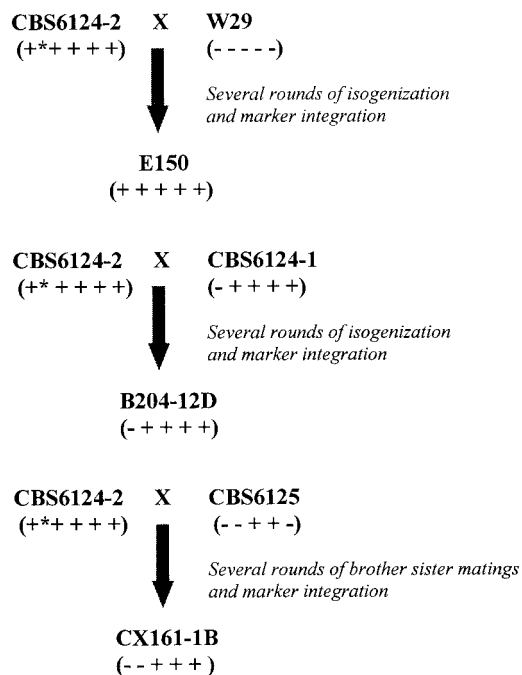 CBS6124-2 X W29
(+*+ + + +) (- - - - -)
Several rounds of isogenization
and marker integration
E150
(+ + + + +)
CBS6124-2 X CBS6124-1
(+* + + + +) (- + + + +)
Several rounds of isogenization
and marker integration
B204-12D
(- + + + +)
CBS6124-2 X CBS6125
(+*+ + + +) (- - + + -)
Several rounds of brother sister matings
and marker integration
CX161-1B
(- - + + + )